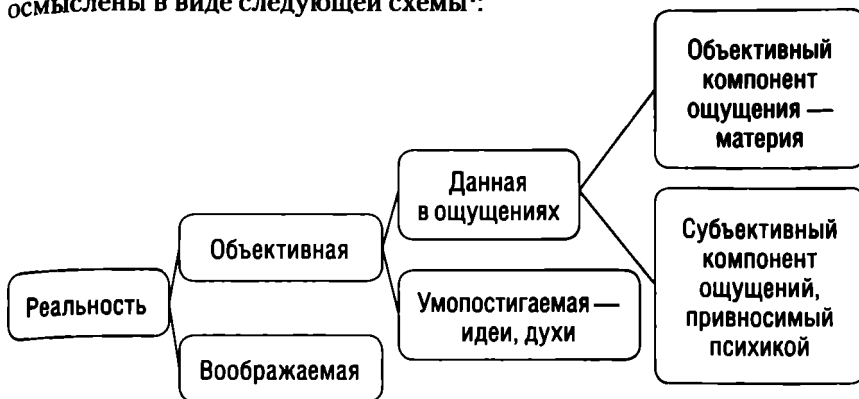 осмыслены в виде следующей схемы:
Объективный
компонент
ощущения —
материя
Данная
в ощущениях
Объективная
Субъективный
компонент
ощущений,
привносимый
психикой
Реальность
Умопостигаемая —
идеи, духи
Воображаемая